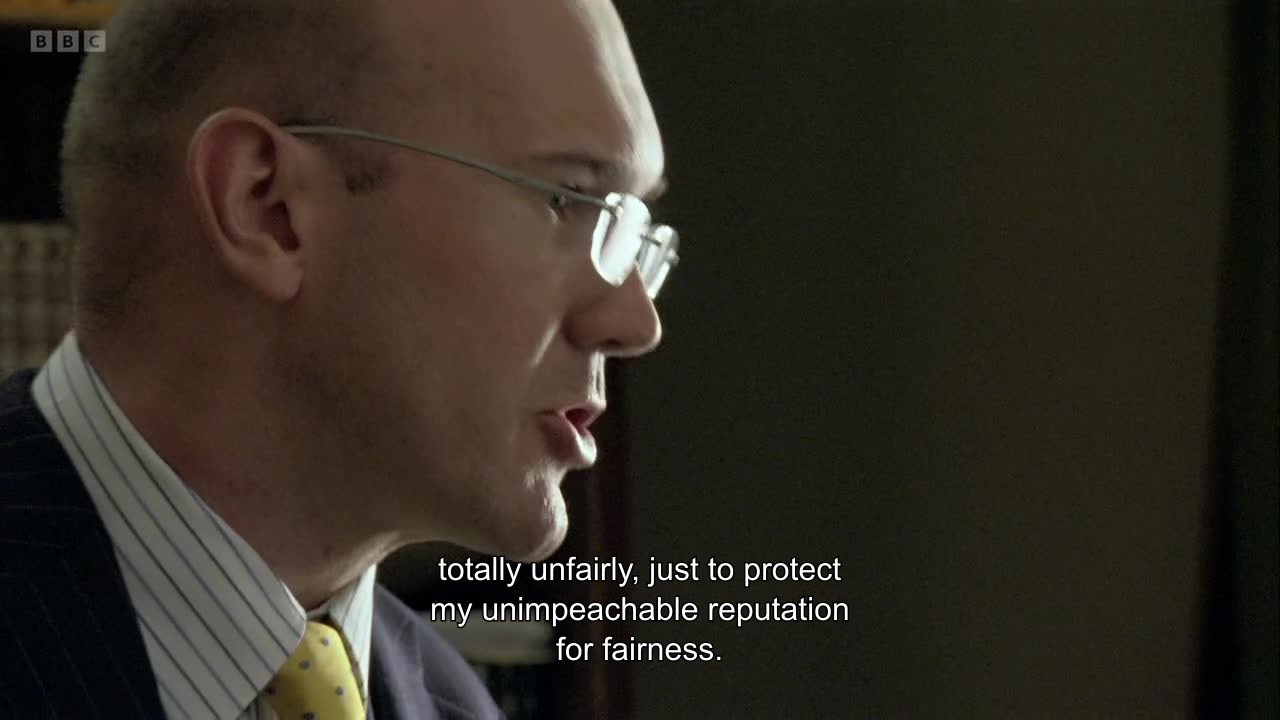 BBC
totally unfairly, just to protect
my unimpeachable reputation
for fairness.